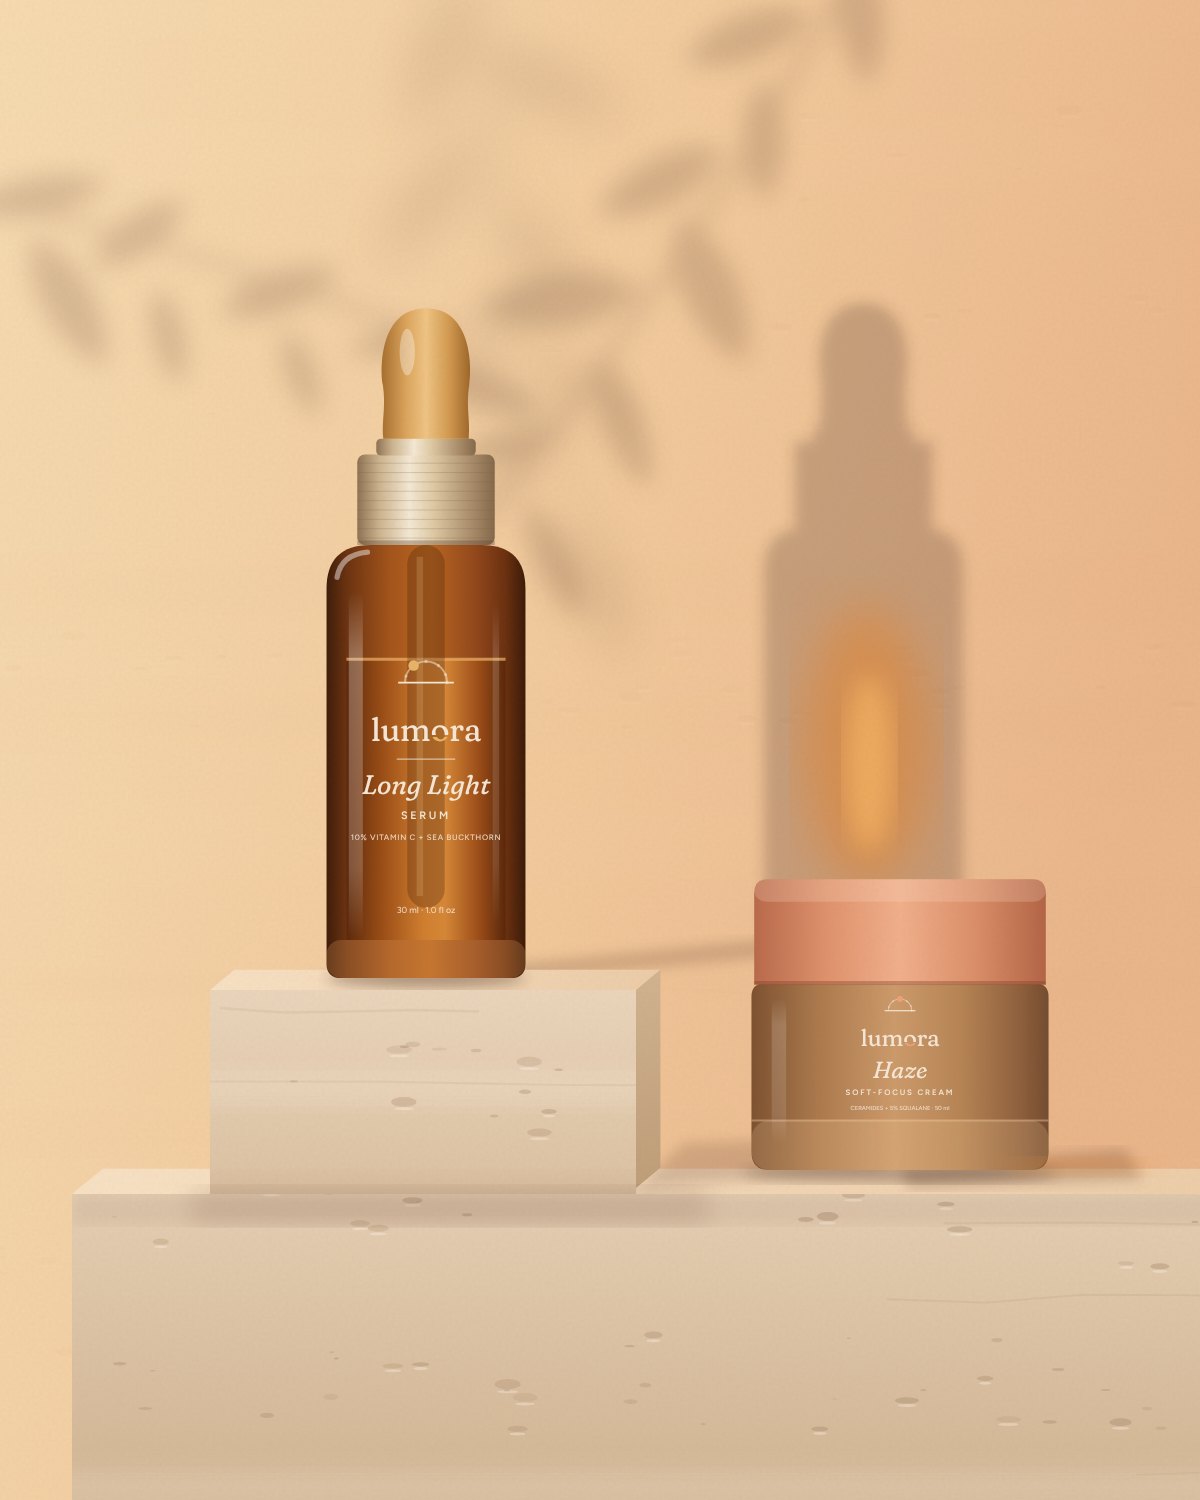 lumora
Long Light
SERUM
10% VITAMIN C + SEA BUCKTHORN
30 ml · 1.0 fl oz
lumora
Haze
SOFT-FOCUS CREAM
CERAMIDES + 5% SQUALANE · 50 ml